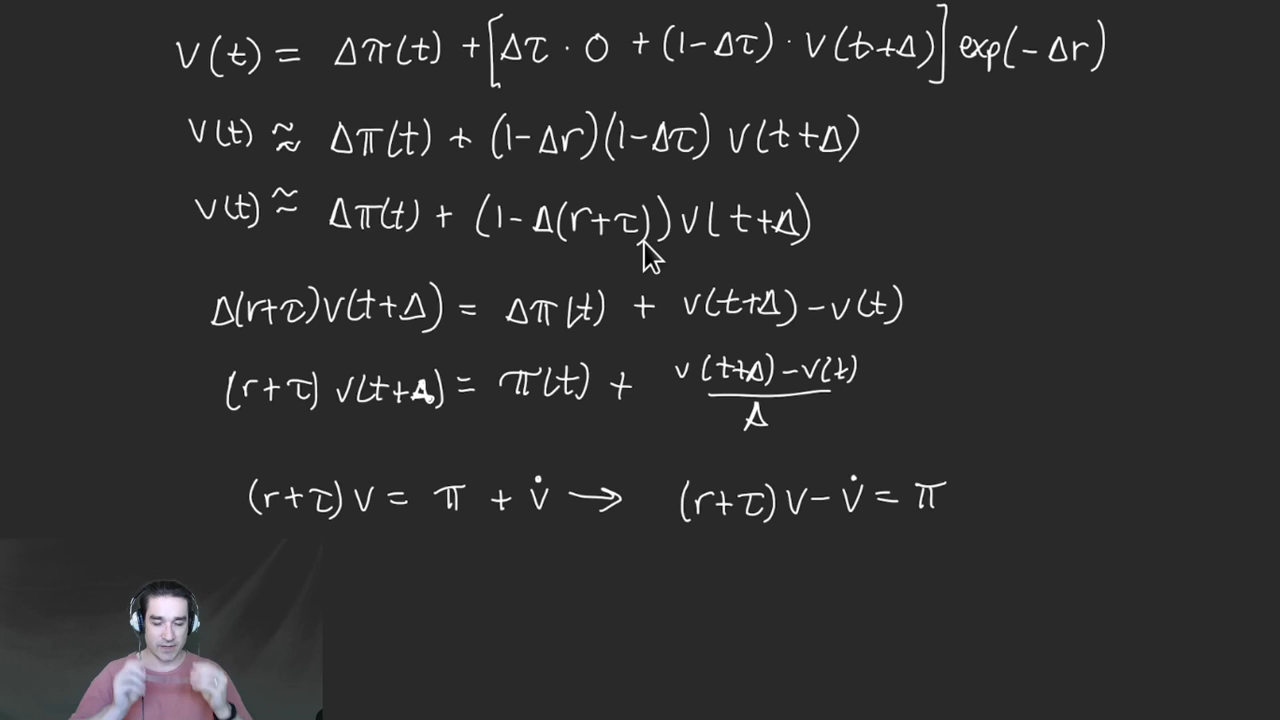 V(t) = Δπ(t) + [Δτ · 0 + (1-Δτ) · V(t+Δ)] exp(-Δr)
V(t) ≈ Δπ(t) + (1-Δr)(1-Δτ) V(t+Δ)
V(t) ≈ Δπ(t) + (1-Δ(r+τ))V(t+Δ)
Δ(r+τ)V(t+Δ) = Δπ(t) + V(t+Δ) - V(t)
(r+τ) V(t+Δ) = π(t) + (V(t+Δ) - V(t))/Δ
(r+τ)V = π + V̇ → (r+τ)V - V̇ = π